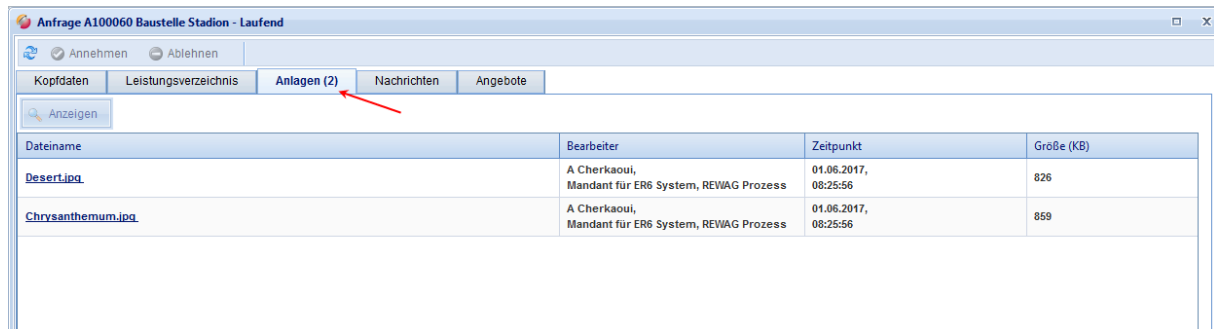 Anfrage A100060 Baustelle Stadion - Laufend
Annehmen Ablehnen
Kopfdaten Leistungsverzeichnis Anlagen (2) Nachrichten Angebote
Anzeigen
Dateiname Bearbeiter Zeitpunkt Größe (KB)
Desert.jpg A Cherkaoui, 01.06.2017, 826
Mandant für ER6 System, REWAG Prozess 08:25:56
Chrysanthemum.jpg A Cherkaoui, 01.06.2017, 859
Mandant für ER6 System, REWAG Prozess 08:25:56